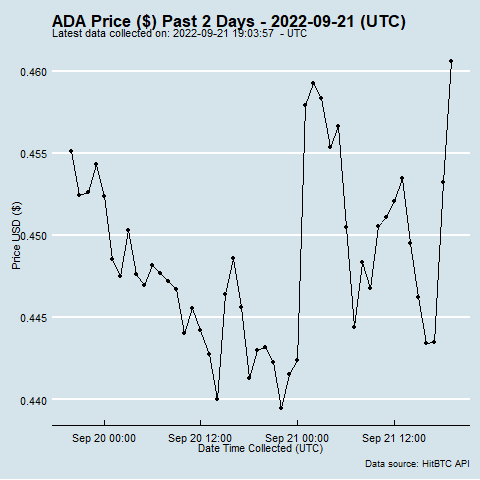 ADA Price ($) Past 2 Days - 2022-09-21 (UTC)
Latest data collected on: 2022-09-21 19:03:57 - UTC
0.460
0.455
0.450
0.445
0.440
Price USD ($)
Sep 20 00:00 Sep 20 12:00 Sep 21 00:00 Sep 21 12:00
Date Time Collected (UTC)
Data source: HitBTC API